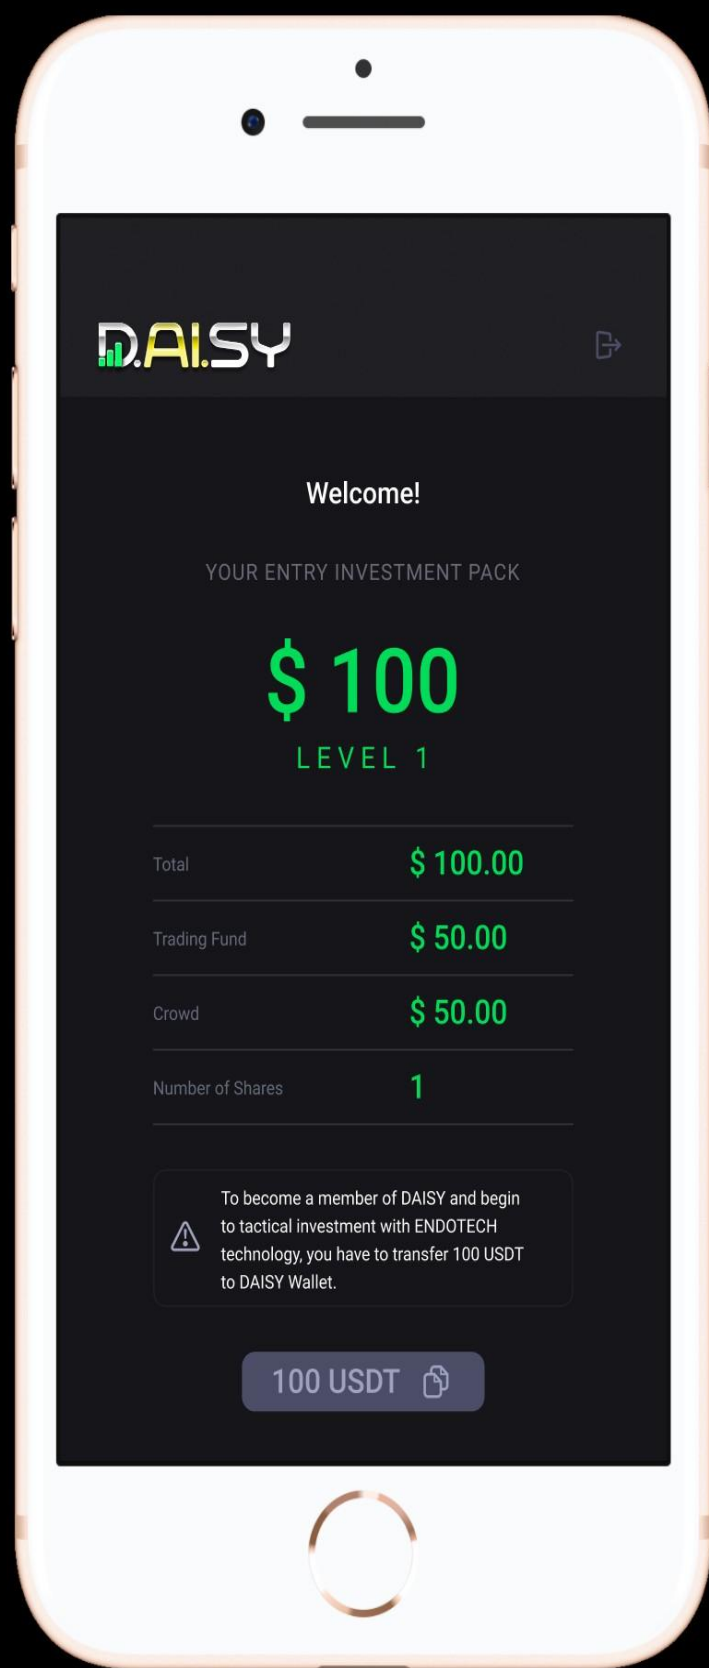 D.AI.SY
Welcome!
YOUR ENTRY INVESTMENT PACK
$ 100
LEVEL 1
Total $ 100.00
Trading Fund $ 50.00
Crowd $ 50.00
Number of Shares 1
To become a member of DAISY and begin
to tactical investment with ENDOTECH
technology, you have to transfer 100 USDT
to DAISY Wallet.
100 USDT